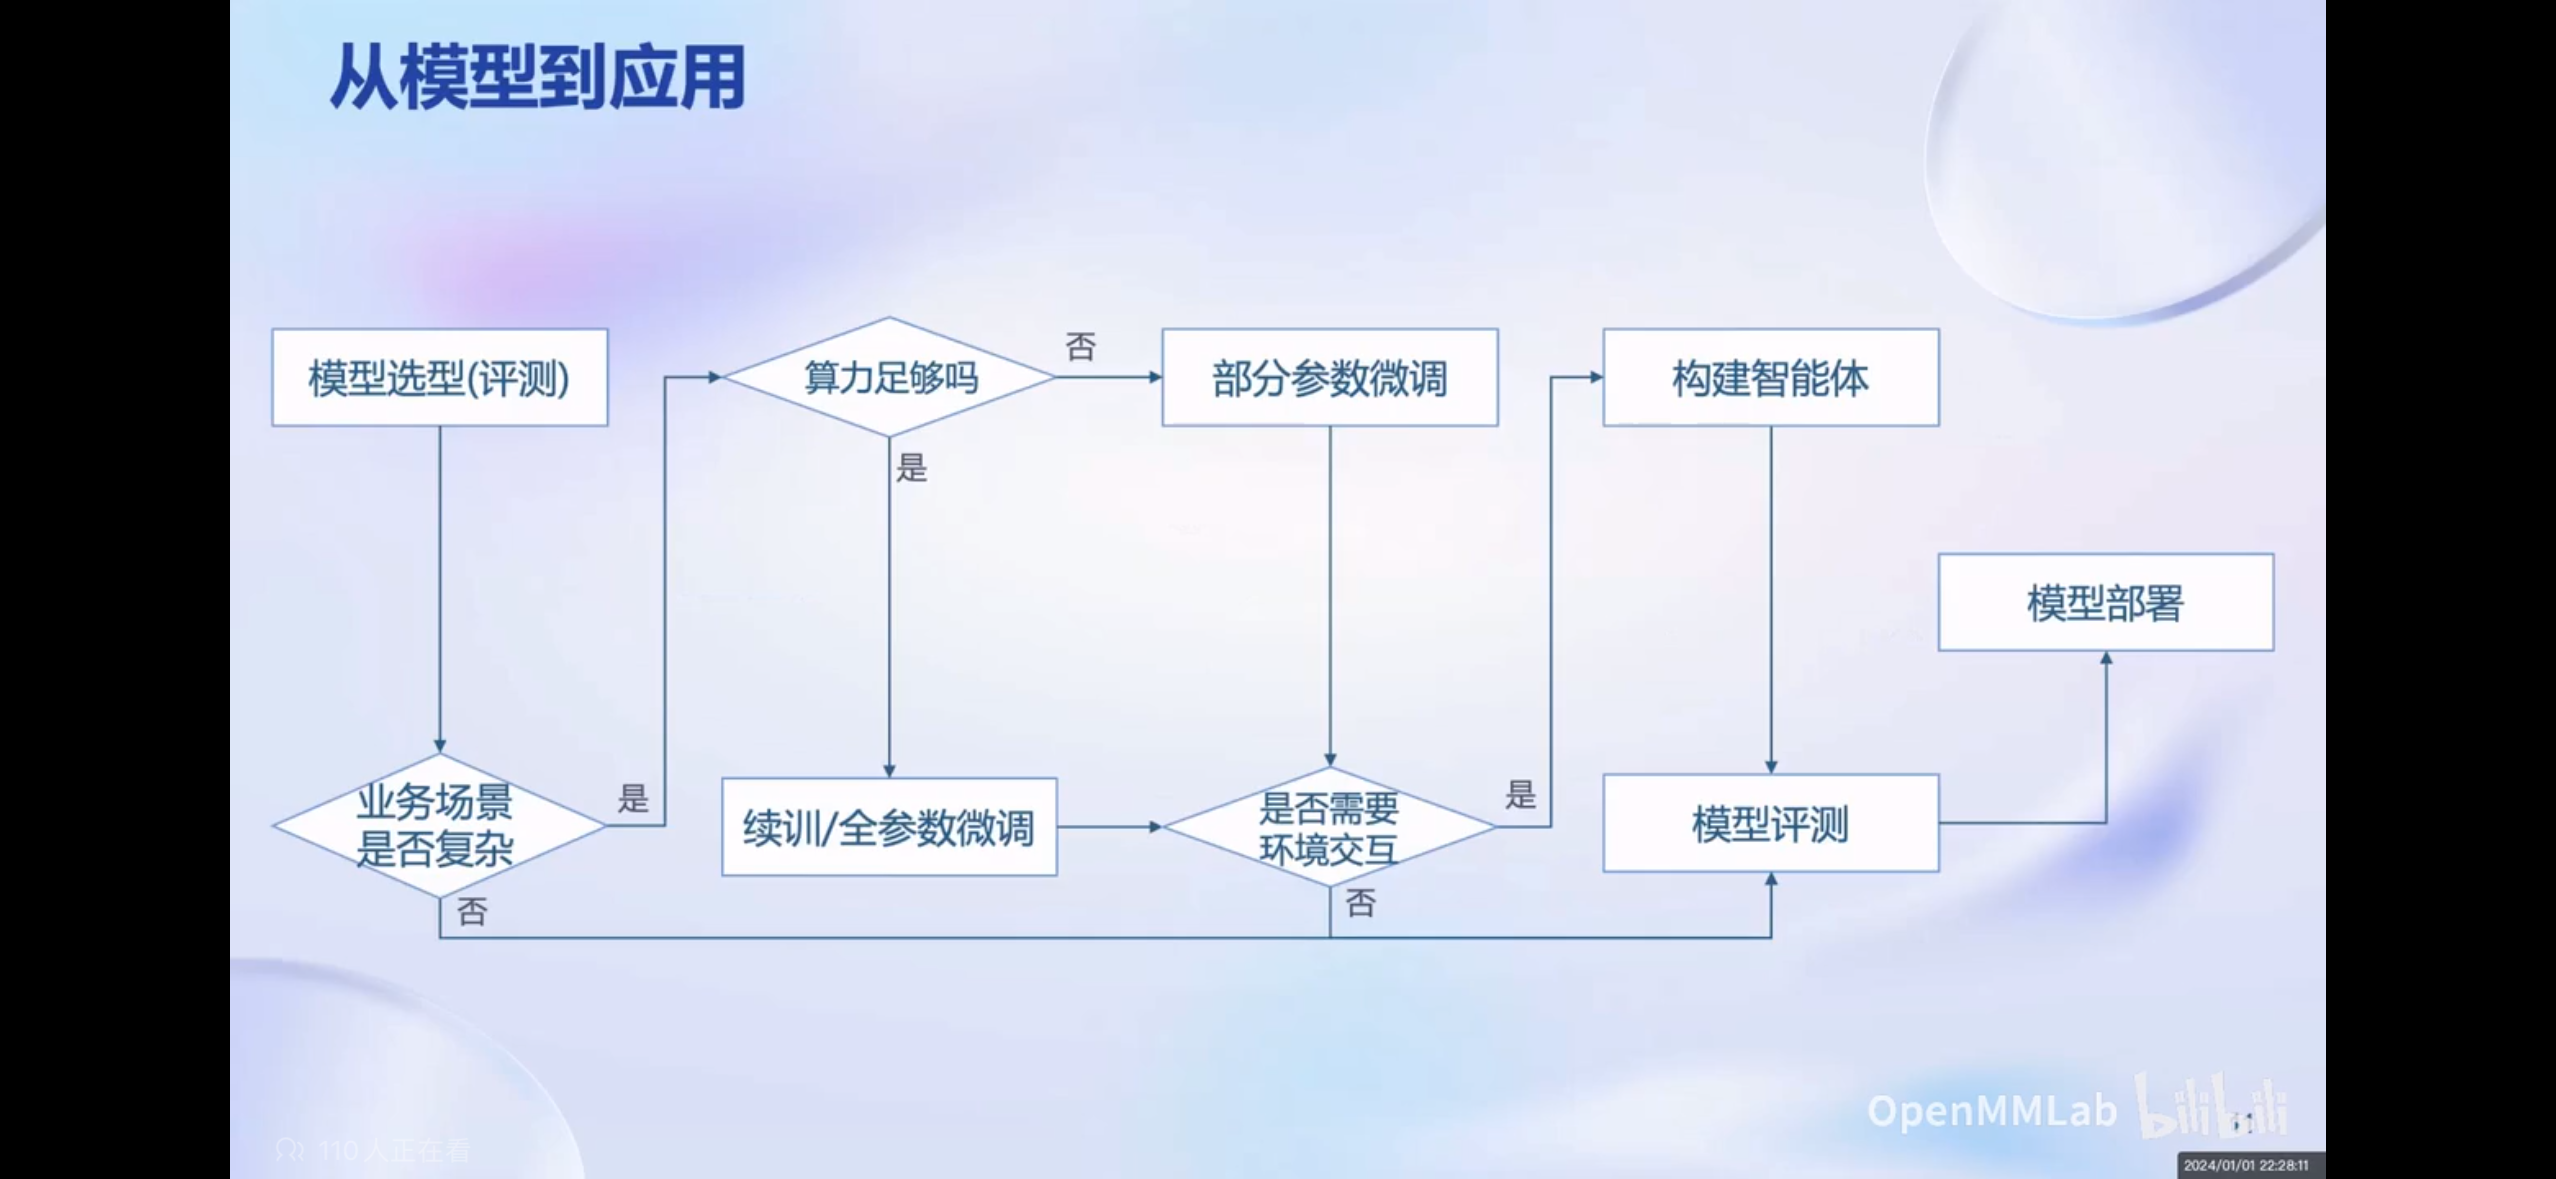 从模型到应用
模型选型(评测)
算力足够吗
否
部分参数微调
构建智能体
是
模型部署
业务场景
是否复杂
是
续训/全参数微调
是否需要
环境交互
是
模型评测
否
否
OpenMMLab bilibili
110人正在看
2024/01/01 22:28:11